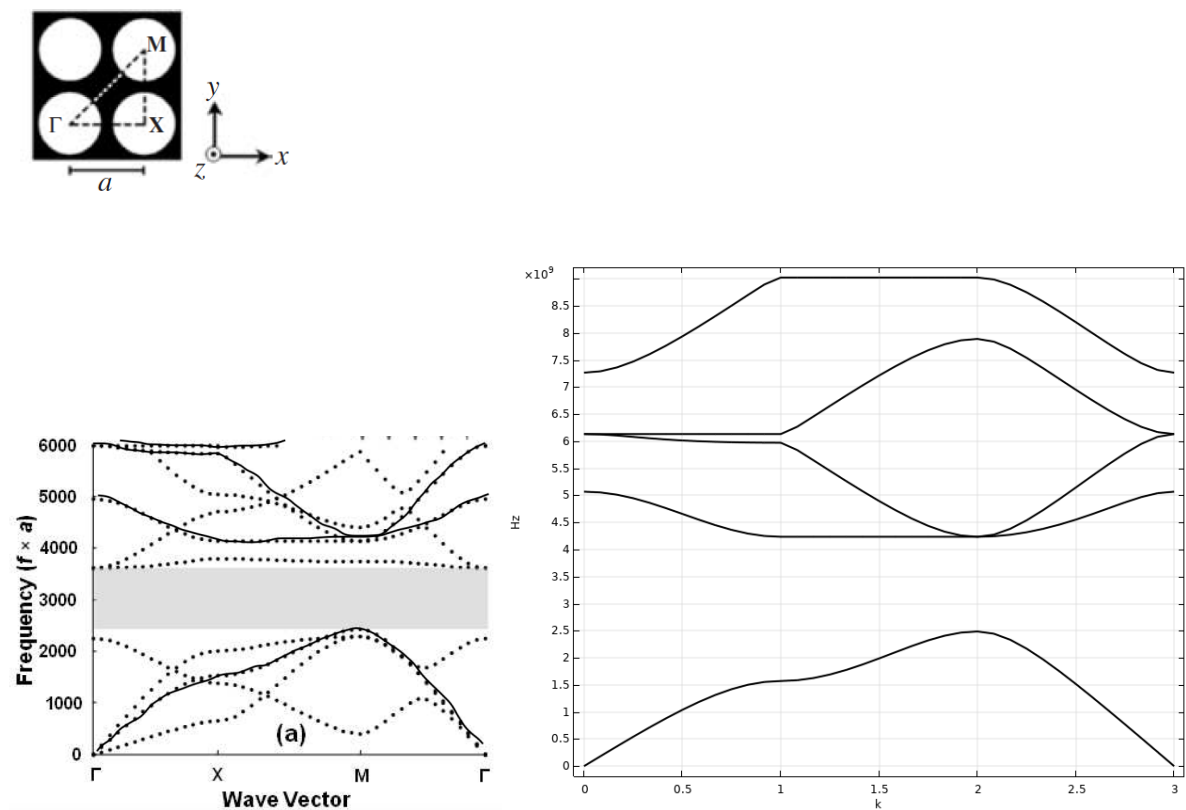 M
y
Γ
X
x
z
a
×10⁹
8.5
8
7.5
7
6.5
6
5.5
5
4.5
4
3.5
3
2.5
2
1.5
1
0.5
0
Hz
0 0.5 1 1.5 2 2.5 3
k
6000
5000
4000
3000
2000
1000
0
Frequency (f × a)
(a)
Γ X M Γ
Wave Vector